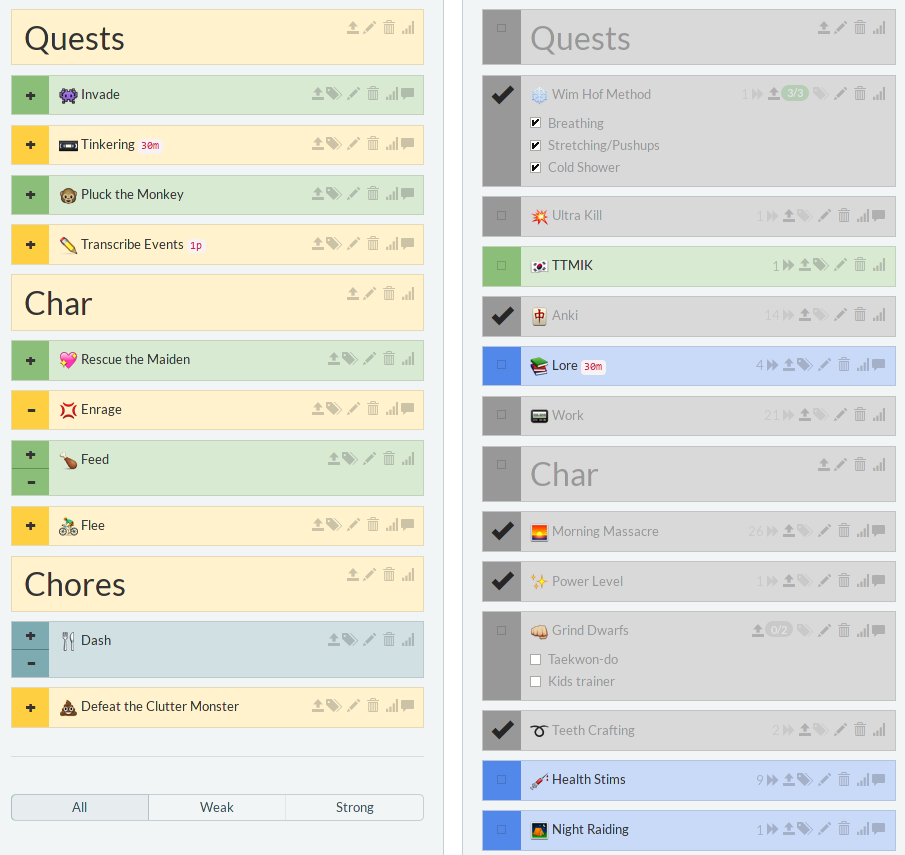 Quests
+ Invade
+ Tinkering 30m
+ Pluck the Monkey
+ Transcribe Events 1p
Char
+ Rescue the Maiden
- Enrage
+ Feed
-
+ Flee
Chores
+ Dash
-
+ Defeat the Clutter Monster
All Weak Strong
Quests
Wim Hof Method 1 3/3
Breathing
Stretching/Pushups
Cold Shower
Ultra Kill 1
TTMIK 1
中 Anki 14
Lore 30m 4
Work 21
Char
Morning Massacre 26
Power Level 1
Grind Dwarfs 0/2
Taekwon-do
Kids trainer
Teeth Crafting 2
Health Stims 9
Night Raiding 1